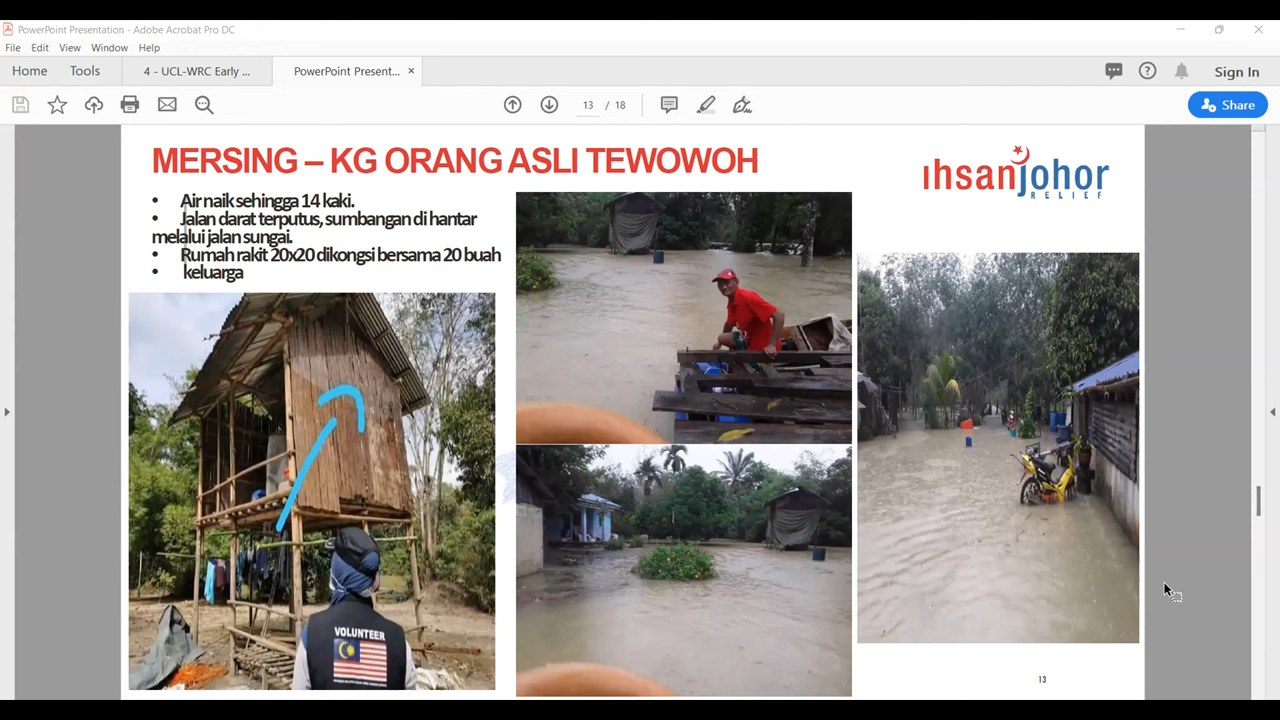 PowerPoint Presentation - Adobe Acrobat Pro DC
File Edit View Window Help
Home Tools 4 - UCL-WRC Early ... PowerPoint Present... × Sign In
13 / 18 Share
MERSING – KG ORANG ASLI TEWOWOH
ihsanjohor
RELIEF
• Air naik sehingga 14 kaki.
• Jalan darat terputus, sumbangan di hantar
melalui jalan sungai.
• Rumah rakit 20x20 dikongsi bersama 20 buah
• keluarga
VOLUNTEER
13